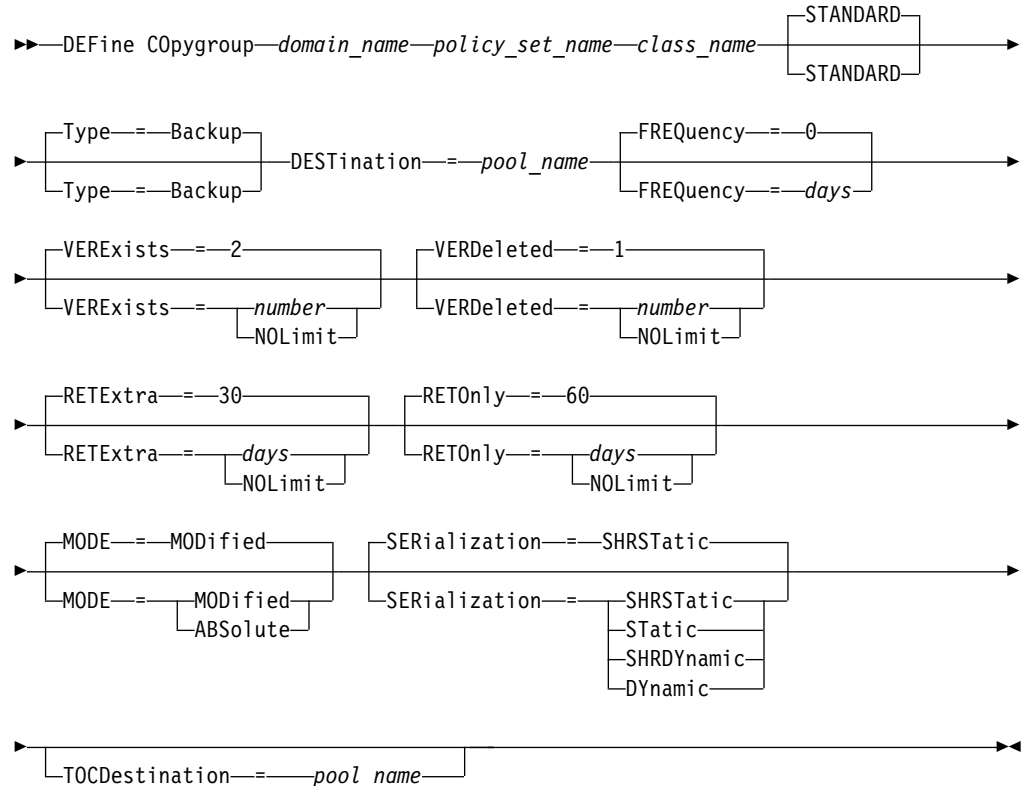 STANDARD
DEFine COpygroup domain_name policy_set_name class_name
STANDARD
Type = Backup FREQuency = 0
DESTination = pool_name
Type = Backup FREQuency = days
VERExists = 2 VERDeleted = 1
VERExists = number VERDeleted = number
NOLimit NOLimit
RETExtra = 30 RETOnly = 60
RETExtra = days RETOnly = days
NOLimit NOLimit
MODE = MODified SERialization = SHRSTatic
MODE = MODified SERialization = SHRSTatic
ABSolute STatic
SHRDYnamic
DYnamic
TOCDestination = pool name